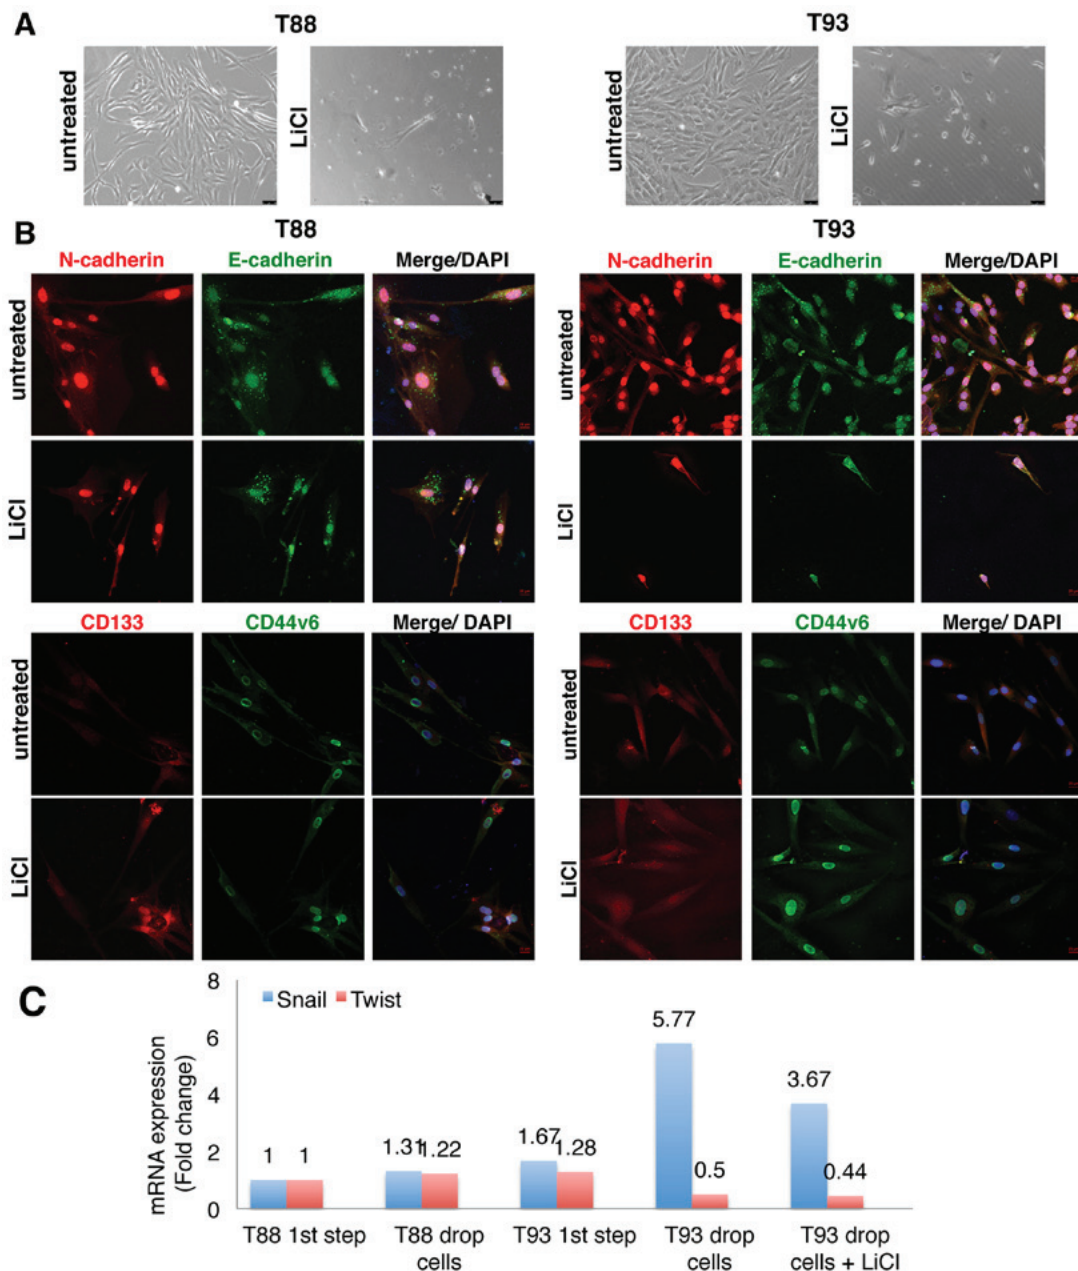 A
T88
T93
untreated
LiCl
untreated
LiCl
B
T88
T93
N-cadherin E-cadherin Merge/DAPI
N-cadherin E-cadherin Merge/DAPI
untreated
untreated
LiCl
LiCl
CD133 CD44v6 Merge/ DAPI
CD133 CD44v6 Merge/ DAPI
untreated
untreated
LiCl
LiCl
C
mRNA expression
(Fold change)
8
6
4
2
0
Snail Twist
1 1
1.31 1.22
1.67 1.28
5.77 0.5
3.67 0.44
T88 1st step
T88 drop
cells
T93 1st step
T93 drop
cells
T93 drop
cells + LiCl